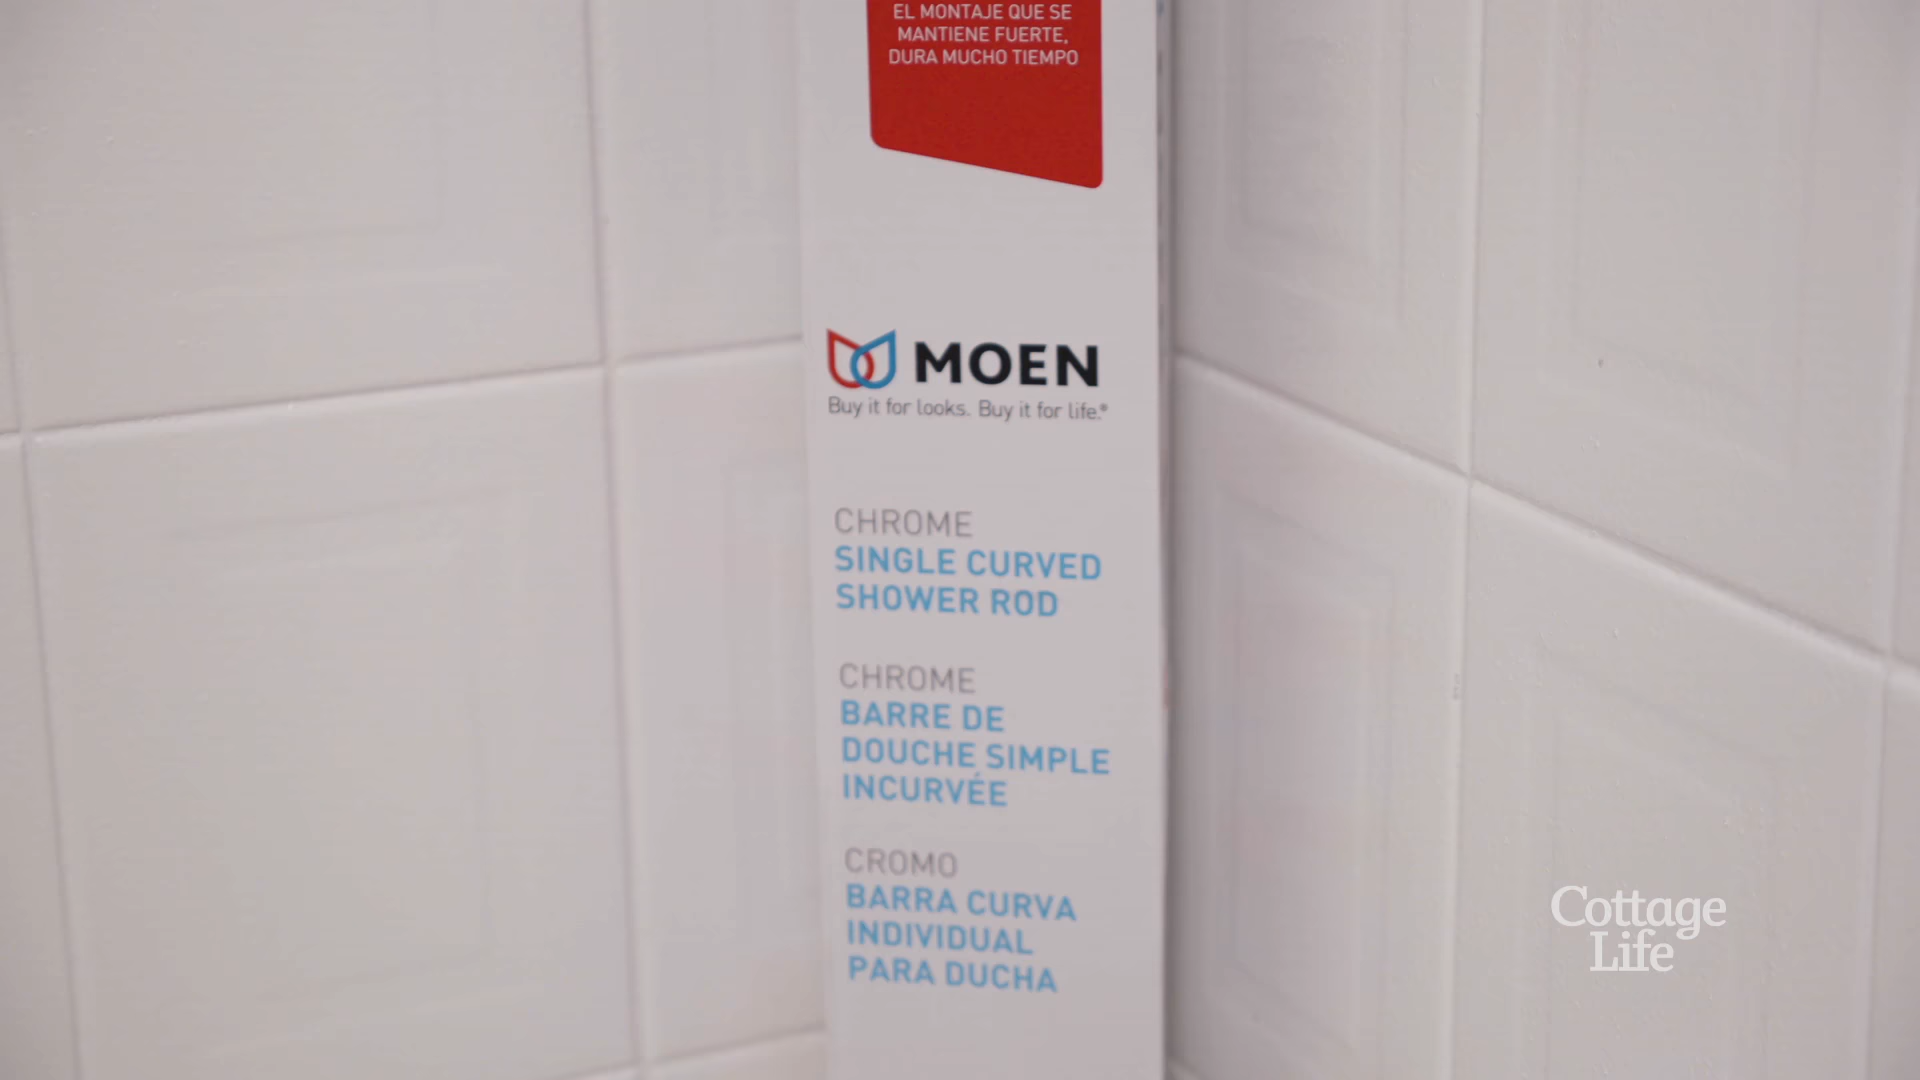 EL MONTAJE QUE SE
MANTIENE FUERTE,
DURA MUCHO TIEMPO
MOEN
Buy it for looks. Buy it for life.®
CHROME
SINGLE CURVED
SHOWER ROD
CHROME
BARRE DE
DOUCHE SIMPLE
INCURVÉE
CROMO
BARRA CURVA
INDIVIDUAL
PARA DUCHA
Cottage
Life